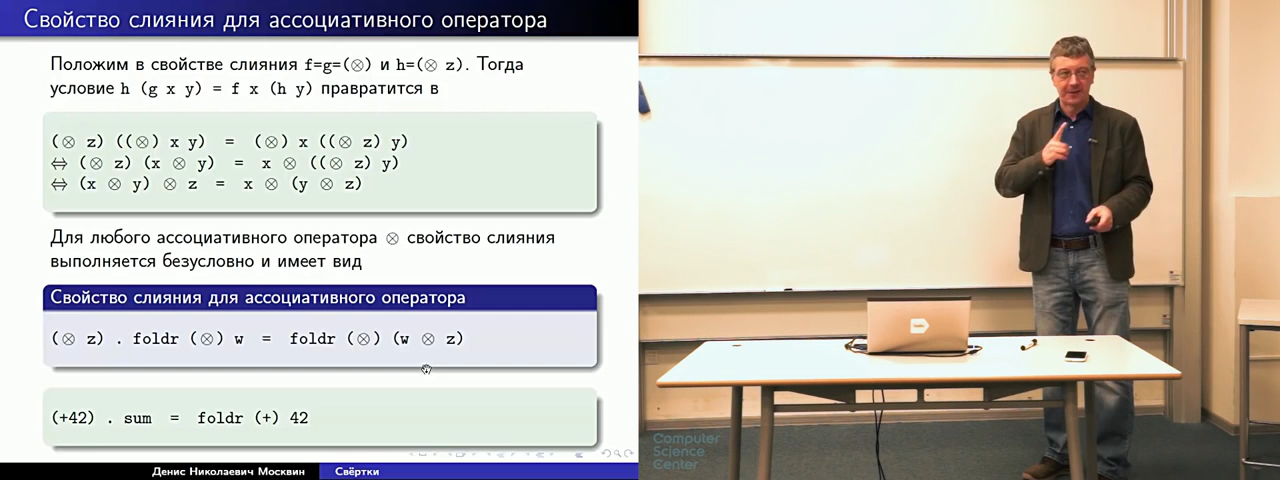 Свойство слияния для ассоциативного оператора
Положим в свойстве слияния f=g=(⊗) и h=(⊗ z). Тогда
условие h (g x y) = f x (h y) правратится в
(⊗ z) ((⊗) x y) = (⊗) x ((⊗ z) y)
⇔ (⊗ z) (x ⊗ y) = x ⊗ ((⊗ z) y)
⇔ (x ⊗ y) ⊗ z = x ⊗ (y ⊗ z)
Для любого ассоциативного оператора ⊗ свойство слияния
выполняется безусловно и имеет вид
Свойство слияния для ассоциативного оператора
(⊗ z) . foldr (⊗) w = foldr (⊗) (w ⊗ z)
(+42) . sum = foldr (+) 42
Денис Николаевич Москвин Свёртки
Computer
Science
Center